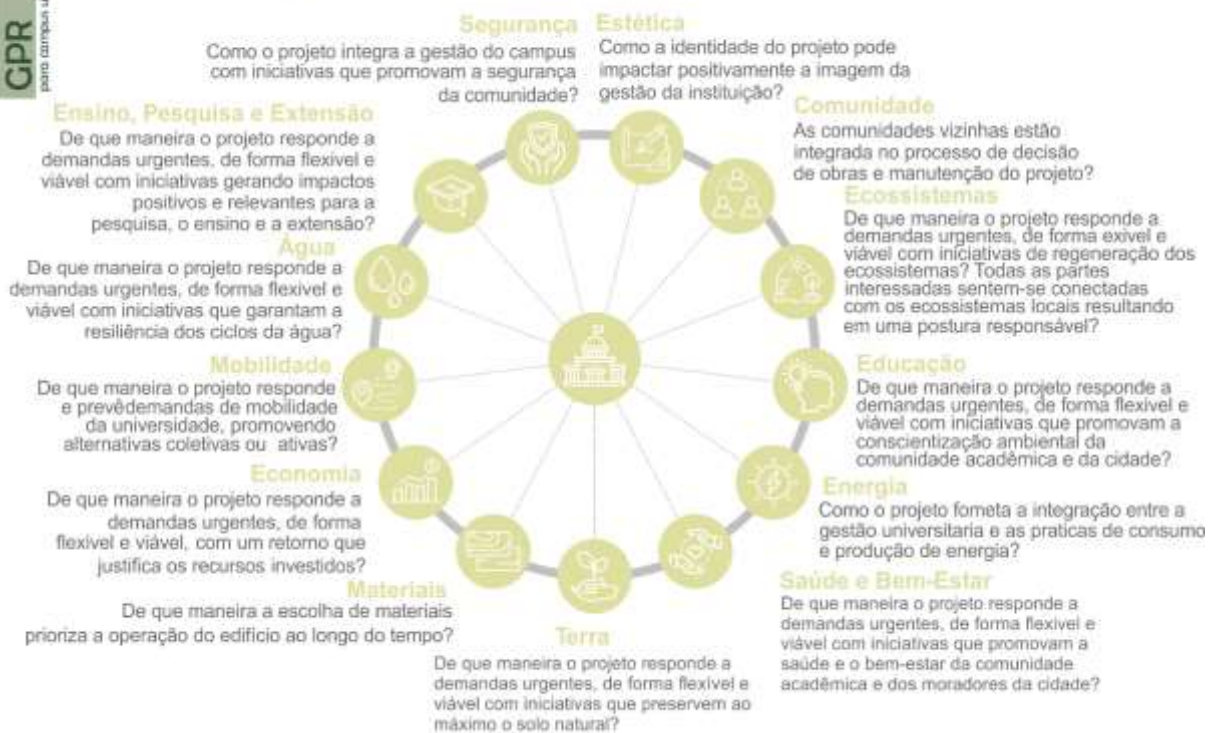 GPR
para campus u
Segurança
Como o projeto integra a gestão do campus
com iniciativas que promovam a segurança
da comunidade?
Estética
Como a identidade do projeto pode
impactar positivamente a imagem da
gestão da instituição?
Comunidade
As comunidades vizinhas estão
integrada no processo de decisão
de obras e manutenção do projeto?
Ecossistemas
De que maneira o projeto responde a
demandas urgentes, de forma exivel e
viável com iniciativas de regeneração dos
ecossistemas? Todas as partes
interessadas sentem-se conectadas
com os ecossistemas locais resultando
em uma postura responsável?
Educação
De que maneira o projeto responde a
demandas urgentes, de forma flexível e
viável com iniciativas que promovam a
conscientização ambiental da
comunidade acadêmica e da cidade?
Energia
Como o projeto fometa a integração entre a
gestão universitaria e as praticas de consumo
e produção de energia?
Saúde e Bem-Estar
De que maneira o projeto responde a
demandas urgentes, de forma flexível e
viável com iniciativas que promovam a
saúde e o bem-estar da comunidade
acadêmica e dos moradores da cidade?
Terra
De que maneira o projeto responde a
demandas urgentes, de forma flexível e
viável com iniciativas que preservem ao
máximo o solo natural?
Materiais
De que maneira a escolha de materiais
prioriza a operação do edifício ao longo do tempo?
Economia
De que maneira o projeto responde a
demandas urgentes, de forma
flexível e viável, com um retorno que
justifica os recursos investidos?
Mobilidade
De que maneira o projeto responde
e prevêdemandas de mobilidade
da universidade, promovendo
alternativas coletivas ou ativas?
Água
De que maneira o projeto responde a
demandas urgentes, de forma flexível e
viável com iniciativas que garantam a
resiliência dos ciclos da água?
Ensino, Pesquisa e Extensão
De que maneira o projeto responde a
demandas urgentes, de forma flexível e
viável com iniciativas gerando impactos
positivos e relevantes para a
pesquisa, o ensino e a extensão?